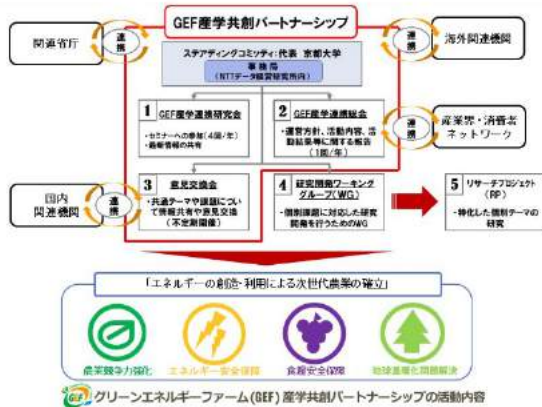 GEF産学共創パートナーシップ
関連省庁
連携
海外関連機関
連携
ステアディングコミッティ:代表 京都大学
事務局
(NTTデータ経営研究所内)
1 GEF産学連携研究会
・セミナーへの参加(4回/年)
・最新情報の共有
2 GEF産学連携総会
・運営方針、活動内容、活動結果等に関する報告
(1回/年)
産業界・消費者
ネットワーク
連携
国内
関連機関
連携
3 意見交換会
・共通テーマや課題につい
て情報共有や意見交換
(不定期開催)
4 研究開発ワーキング
グループ(WG)
・個別課題に対応した研究
開発を行うためのWG
5 リサーチプロジェクト
(RP)
・特化した個別テーマの
研究
「エネルギーの創造・利用による次世代農業の確立」
農業競争力強化
エネルギー安全保障
食糧安全保障
地球温暖化問題解決
GEF グリーンエネルギーファーム(GEF)産学共創パートナーシップの活動内容